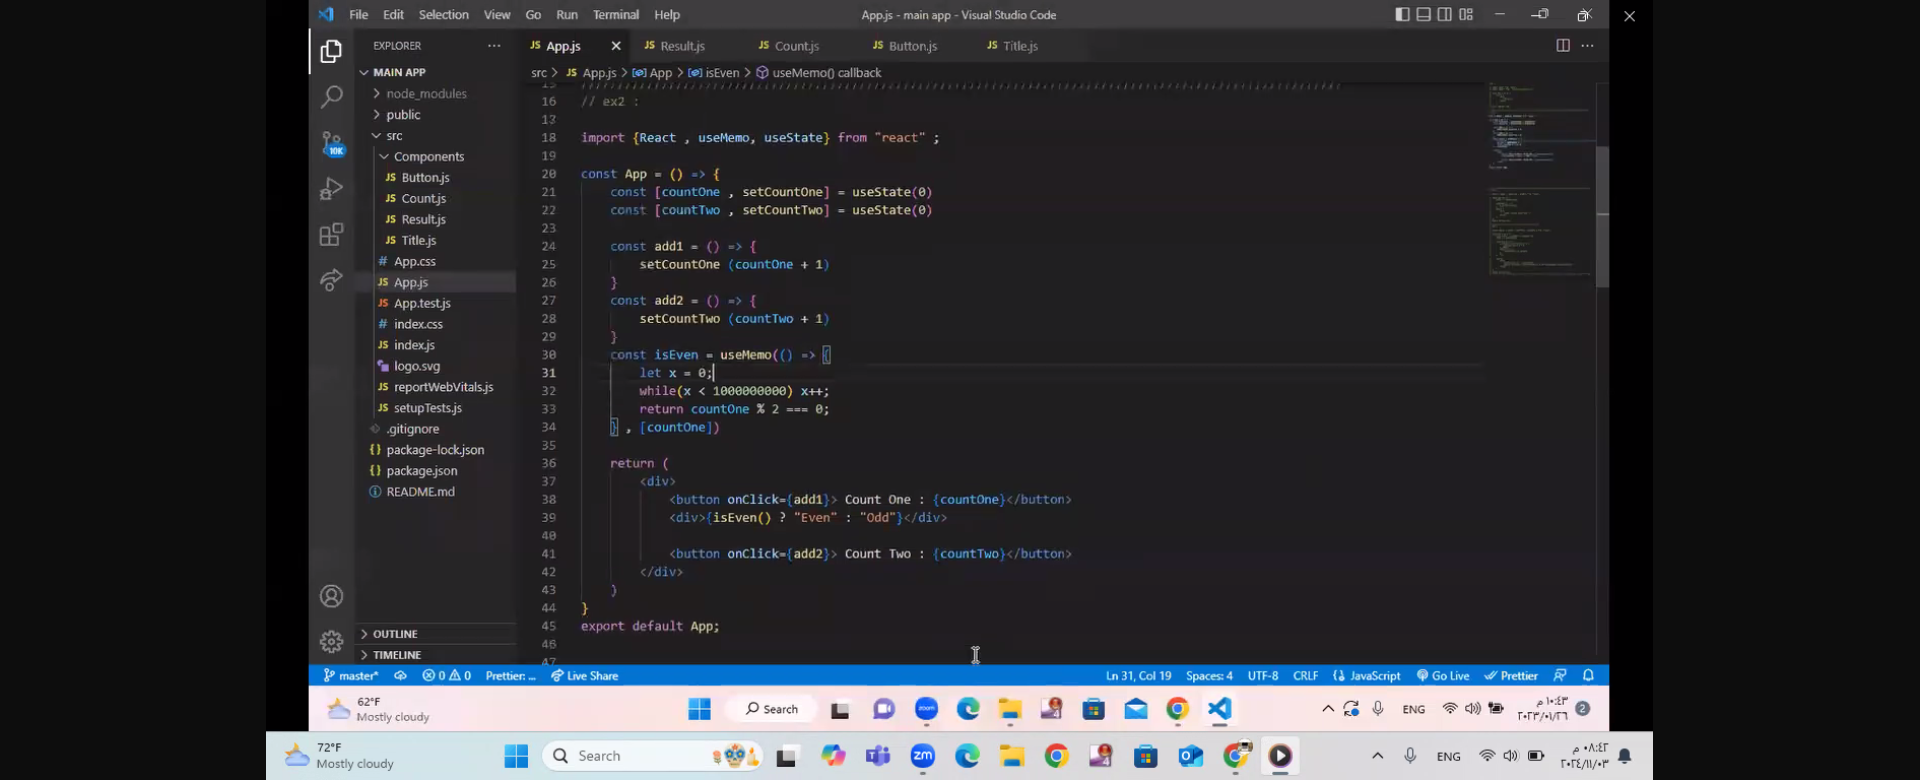 File Edit Selection View Go Run Terminal Help
App.js - main app - Visual Studio Code
EXPLORER
MAIN APP
node_modules
public
src
Components
Button.js
Count.js
Result.js
Title.js
App.css
App.js
App.test.js
index.css
index.js
logo.svg
reportWebVitals.js
setupTests.js
.gitignore
package-lock.json
package.json
README.md
OUTLINE
TIMELINE
10K
App.js Result.js Count.js Button.js Title.js
src > App.js > App > isEven > useMemo() callback
16 // ex2 :
18 import {React , useMemo, useState} from "react" ;
19
20 const App = () => {
21 const [countOne , setCountOne] = useState(0)
22 const [countTwo , setCountTwo] = useState(0)
23
24 const add1 = () => {
25 setCountOne (countOne + 1)
26 }
27 const add2 = () => {
28 setCountTwo (countTwo + 1)
29 }
30 const isEven = useMemo(() => {
31 let x = 0;
32 while(x < 1000000000) x++;
33 return countOne % 2 === 0;
34 } , [countOne])
35
36 return (
37 <div>
38 <button onClick={add1}> Count One : {countOne}</button>
39 <div>{isEven() ? "Even" : "Odd"}</div>
40
41 <button onClick={add2}> Count Two : {countTwo}</button>
42 </div>
43 )
44 }
45 export default App;
46
47
master* 0 0 Prettier: ... Live Share
Ln 31, Col 19 Spaces: 4 UTF-8 CRLF JavaScript Go Live Prettier
62°F
Mostly cloudy
Search
zoom
ENG
١٠:٤٣ م
٢٠٢٣/٠١/٢٦
2
72°F
Mostly cloudy
Search
zm
ENG
٠٨:٤٢ م
٢٠٢٤/١١/٠٣